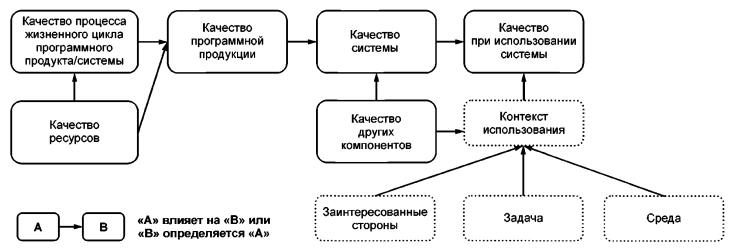 Качество процесса
жизненного цикла
программного
продукта/системы
Качество
программной
продукции
Качество
системы
Качество
при использовании
системы
Качество
ресурсов
Качество
других
компонентов
Контекст
использования
Заинтересованные
стороны
Задача
Среда
A
B
«A» влияет на «B» или
«B» определяется «A»